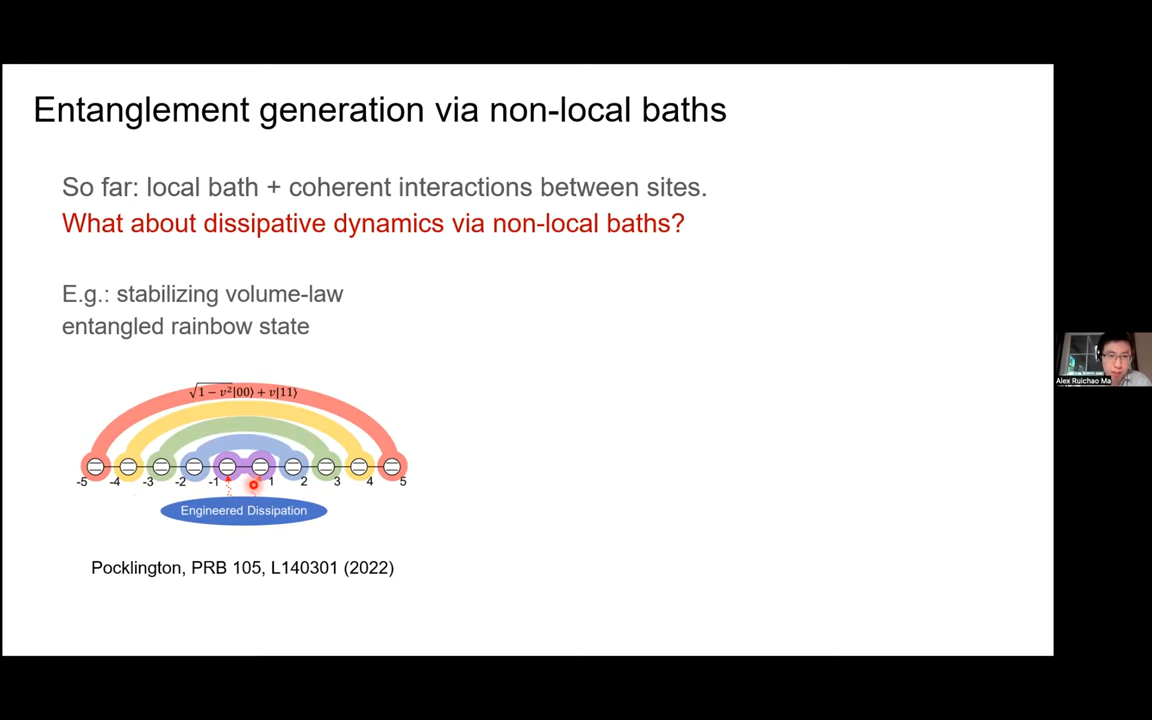 Entanglement generation via non-local baths
So far: local bath + coherent interactions between sites.
What about dissipative dynamics via non-local baths?
E.g.: stabilizing volume-law
entangled rainbow state
√1 − v²|00⟩ + v|11⟩
-5 -4 -3 -2 -1 1 2 3 4 5
Engineered Dissipation
Pocklington, PRB 105, L140301 (2022)
Alex Ruichao Ma